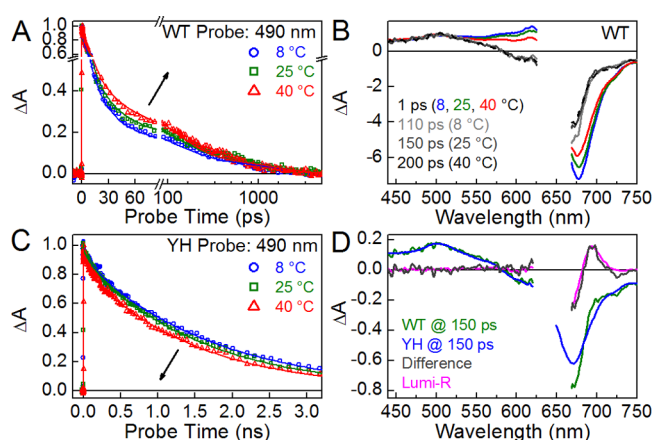 A
WT Probe: 490 nm
8 °C
25 °C
40 °C
ΔA
1.0
0.8
0.6
0.4
0.2
0.0
0 30 60 100 1000
Probe Time (ps)
B
WT
ΔA
0
-2
-4
-6
1 ps (8, 25, 40 °C)
110 ps (8 °C)
150 ps (25 °C)
200 ps (40 °C)
450 500 550 600 650 700 750
Wavelength (nm)
C
YH Probe: 490 nm
8 °C
25 °C
40 °C
ΔA
1.0
0.8
0.6
0.4
0.2
0.0
0.0 0.5 1.0 1.5 2.0 2.5 3.0
Probe Time (ns)
D
ΔA
0.2
0.0
-0.2
-0.4
-0.6
-0.8
WT @ 150 ps
YH @ 150 ps
Difference
Lumi-R
450 500 550 600 650 700 750
Wavelength (nm)